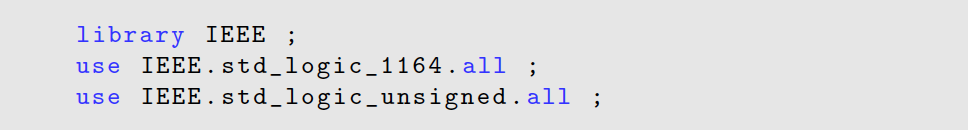 library IEEE ;
use IEEE.std_logic_1164.all ;
use IEEE.std_logic_unsigned.all ;